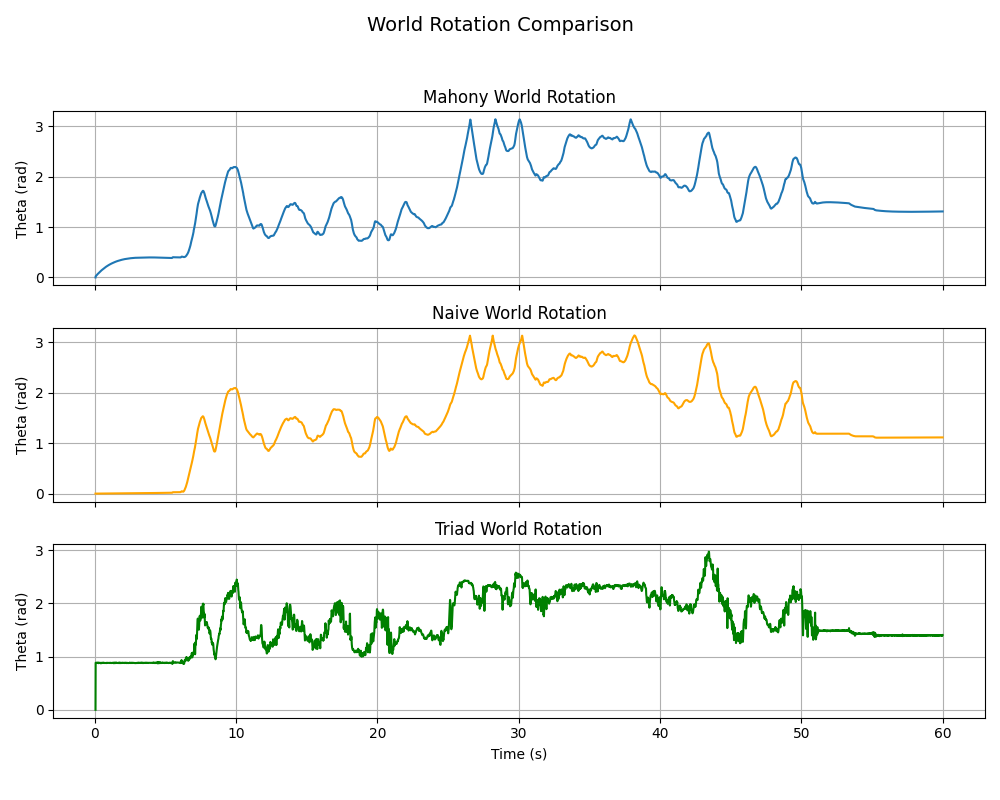 World Rotation Comparison
Mahony World Rotation
Theta (rad)
3
2
1
0
Naive World Rotation
Theta (rad)
3
2
1
0
Triad World Rotation
Theta (rad)
3
2
1
0
0 10 20 30 40 50 60
Time (s)